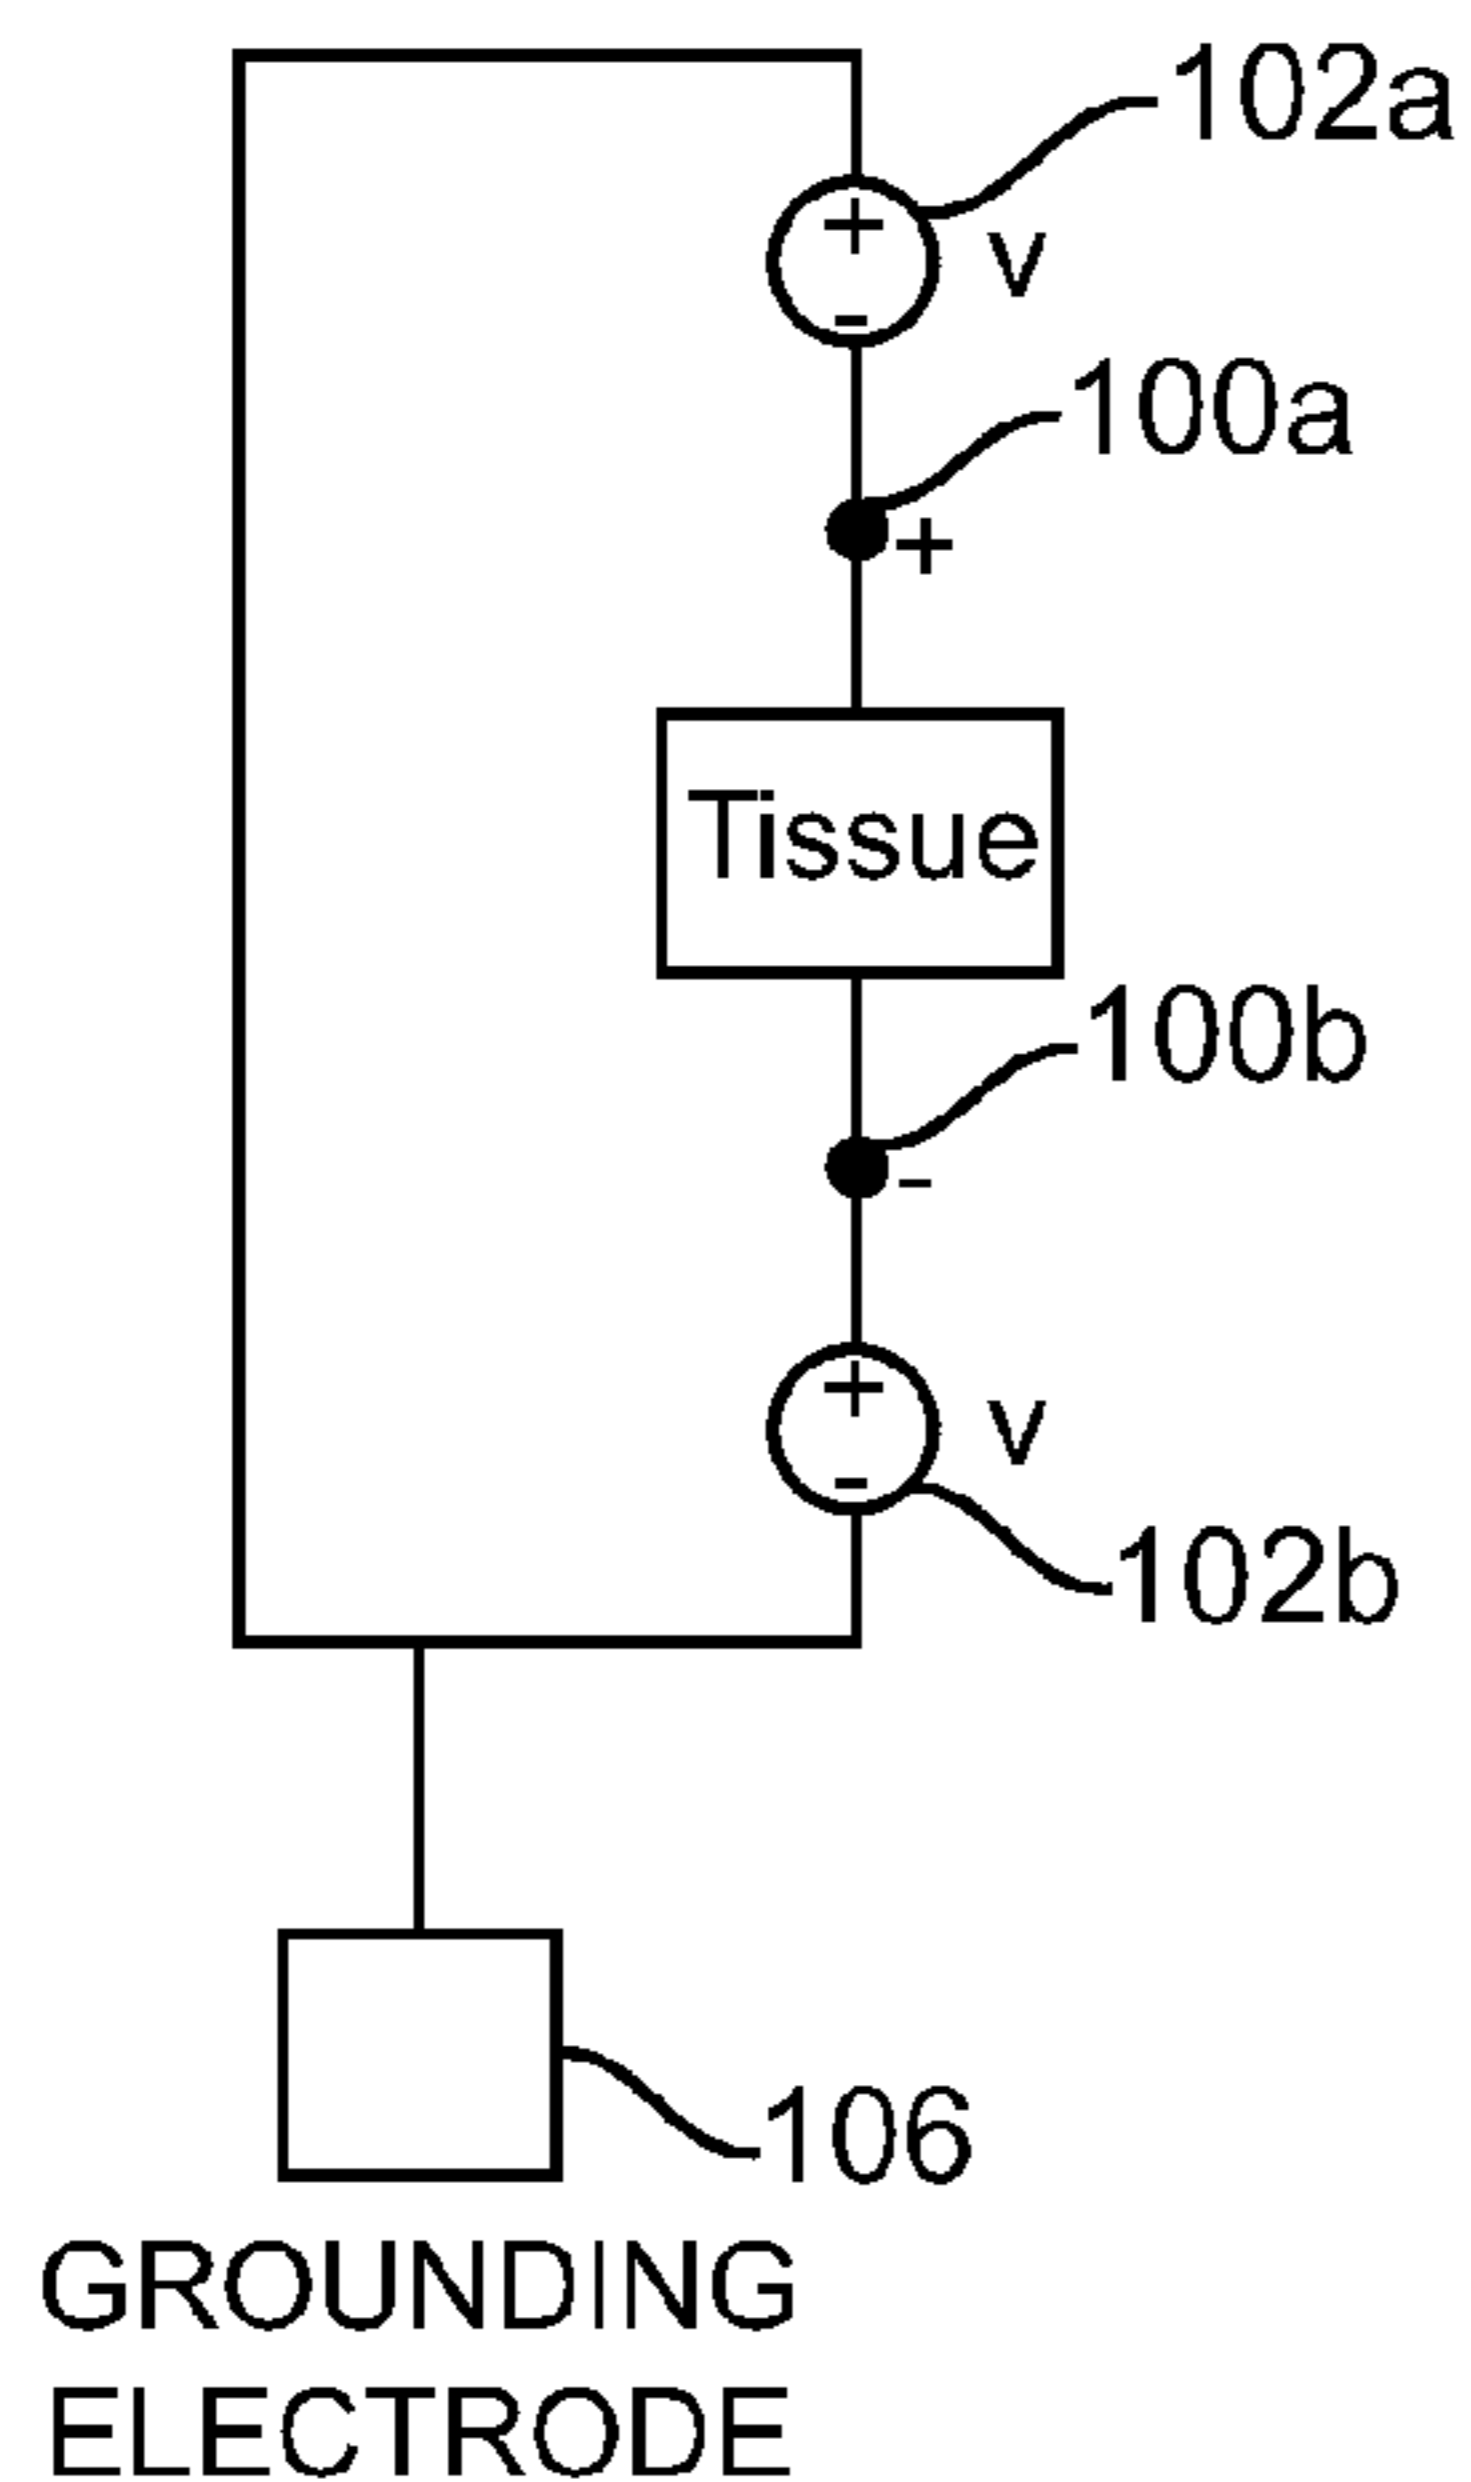 102a
+
v
-
100a
+
Tissue
100b
-
+
v
-
102b
106
GROUNDING
ELECTRODE